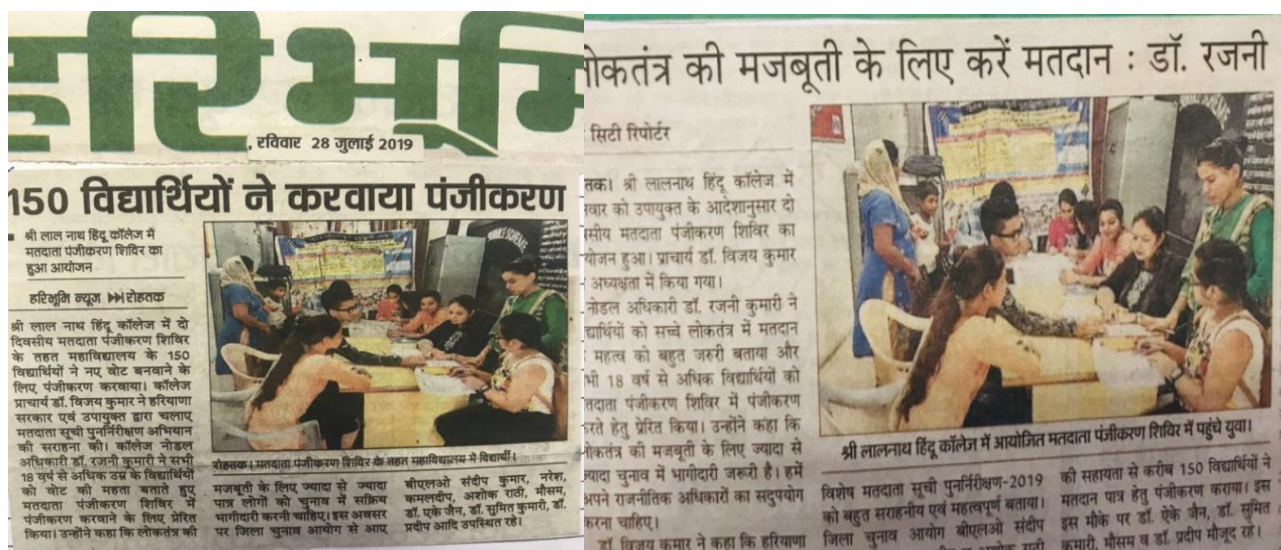 हरिभूमि
रविवार 28 जुलाई 2019
150 विद्यार्थियों ने करवाया पंजीकरण
श्री लाल नाथ हिंदू कॉलेज में
मतदाता पंजीकरण शिविर का
हुआ आयोजन
हरिभूमि न्यूज ▶▶| रोहतक
श्री लाल नाथ हिंदू कॉलेज में दो
दिवसीय मतदाता पंजीकरण शिविर
के तहत महाविद्यालय के 150
विद्यार्थियों ने नए वोट बनवाने के
लिए पंजीकरण करवाया। कॉलेज
प्राचार्य डॉ. विजय कुमार ने हरियाणा
सरकार एवं उपायुक्त द्वारा चलाए
मतदाता सूची पुनर्निरीक्षण अभियान
की सराहना की। कॉलेज नोडल
अधिकारी डॉ. रजनी कुमारी ने सभी
18 वर्ष से अधिक उम्र के विद्यार्थियों
को वोट की महता बताते हुए
मतदाता पंजीकरण शिविर में
पंजीकरण करवाने के लिए प्रेरित
किया। उन्होंने कहा कि लोकतंत्र की
रोहतक। मतदाता पंजीकरण शिविर के तहत महाविद्यालय में विद्यार्थी।
मजबूती के लिए ज्यादा से ज्यादा
पात्र लोगों को चुनाव में सक्रिय
भागीदारी करनी चाहिए। इस अवसर
पर जिला चुनाव आयोग से आए
बीएलओ संदीप कुमार, नरेश,
कमलदीप, अशोक राठी, मौसम,
डॉ. एके जैन, डॉ. सुमित कुमारी, डॉ.
प्रदीप आदि उपस्थित रहे।
ोकतंत्र की मजबूती के लिए करें मतदान : डॉ. रजनी
सिटी रिपोर्टर
तक। श्री लालनाथ हिंदू कॉलेज में
वार को उपायुक्त के आदेशानुसार दो
सीय मतदाता पंजीकरण शिविर का
योजन हुआ। प्राचार्य डॉ. विजय कुमार
अध्यक्षता में किया गया।
नोडल अधिकारी डॉ. रजनी कुमारी ने
द्यार्थियों को सच्चे लोकतंत्र में मतदान
महत्व को बहुत जरुरी बताया और
भी 18 वर्ष से अधिक विद्यार्थियों को
तदाता पंजीकरण शिविर में पंजीकरण
रते हेतु प्रेरित किया। उन्होंने कहा कि
ोकतंत्र की मजबूती के लिए ज्यादा से
यादा चुनाव में भागीदारी जरूरी है। हमें
अपने राजनीतिक अधिकारों का सदुपयोग
करना चाहिए।
डॉ. विजय कुमार ने कहा कि हरियाणा
श्री लालनाथ हिंदू कॉलेज में आयोजित मतदाता पंजीकरण शिविर में पहुंचे युवा।
विशेष मतदाता सूची पुनर्निरीक्षण-2019
को बहुत सराहनीय एवं महत्वपूर्ण बताया।
जिला चुनाव आयोग बीएलओ संदीप
की सहायता से करीब 150 विद्यार्थियों ने
मतदान पात्र हेतु पंजीकरण कराया। इस
इस मौके पर डॉ. ऐके जैन, डॉ. सुमित
कुमारी, मौसम व डॉ. प्रदीप मौजूद रहे।